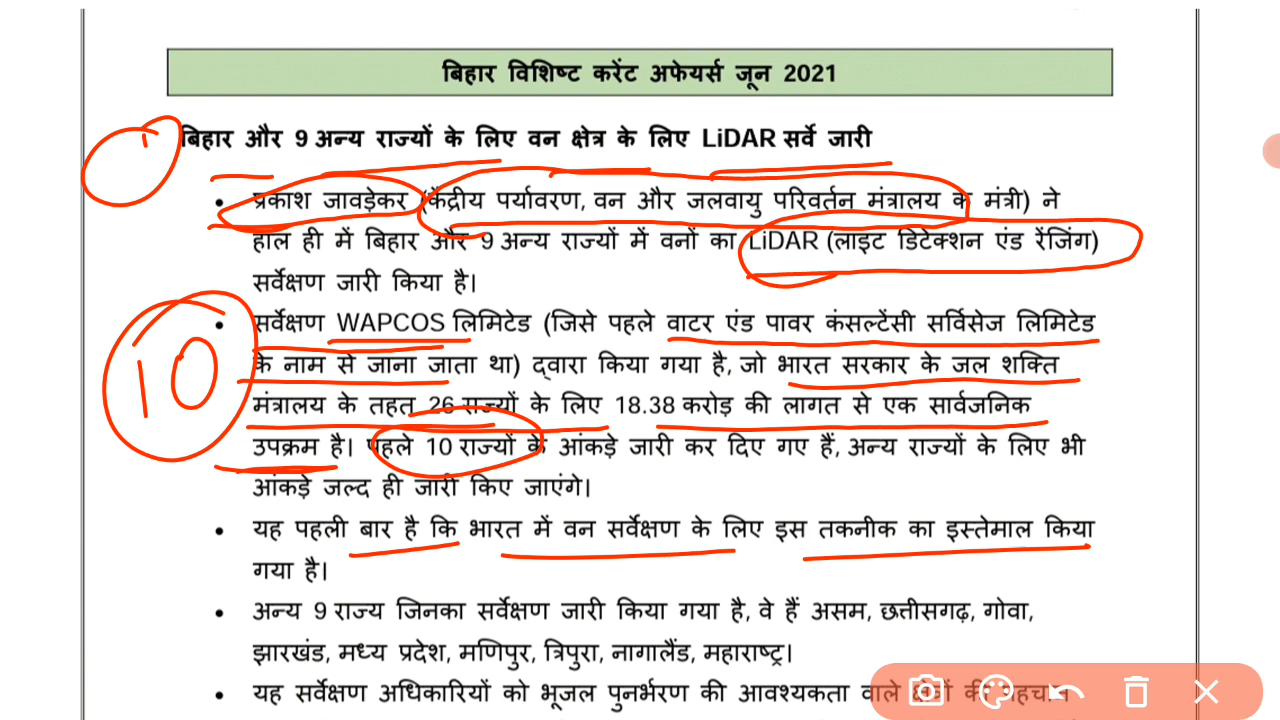 बिहार विशिष्ट करेंट अफेयर्स जून 2021
1
बिहार और 9 अन्य राज्यों के लिए वन क्षेत्र के लिए LiDAR सर्वे जारी
• प्रकाश जावड़ेकर (केंद्रीय पर्यावरण, वन और जलवायु परिवर्तन मंत्रालय के मंत्री) ने
हाल ही में बिहार और 9 अन्य राज्यों में वनों का LiDAR (लाइट डिटेक्शन एंड रेंजिंग)
सर्वेक्षण जारी किया है।
• सर्वेक्षण WAPCOS लिमिटेड (जिसे पहले वाटर एंड पावर कंसल्टेंसी सर्विसेज लिमिटेड
के नाम से जाना जाता था) द्वारा किया गया है, जो भारत सरकार के जल शक्ति
10
मंत्रालय के तहत 26 राज्यों के लिए 18.38 करोड़ की लागत से एक सार्वजनिक
उपक्रम है। पहले 10 राज्यों के आंकड़े जारी कर दिए गए हैं, अन्य राज्यों के लिए भी
आंकड़े जल्द ही जारी किए जाएंगे।
• यह पहली बार है कि भारत में वन सर्वेक्षण के लिए इस तकनीक का इस्तेमाल किया
गया है।
• अन्य 9 राज्य जिनका सर्वेक्षण जारी किया गया है, वे हैं असम, छत्तीसगढ़, गोवा,
झारखंड, मध्य प्रदेश, मणिपुर, त्रिपुरा, नागालैंड, महाराष्ट्र।
• यह सर्वेक्षण अधिकारियों को भूजल पुनर्भरण की आवश्यकता वाले क्षेत्रों की पहचान